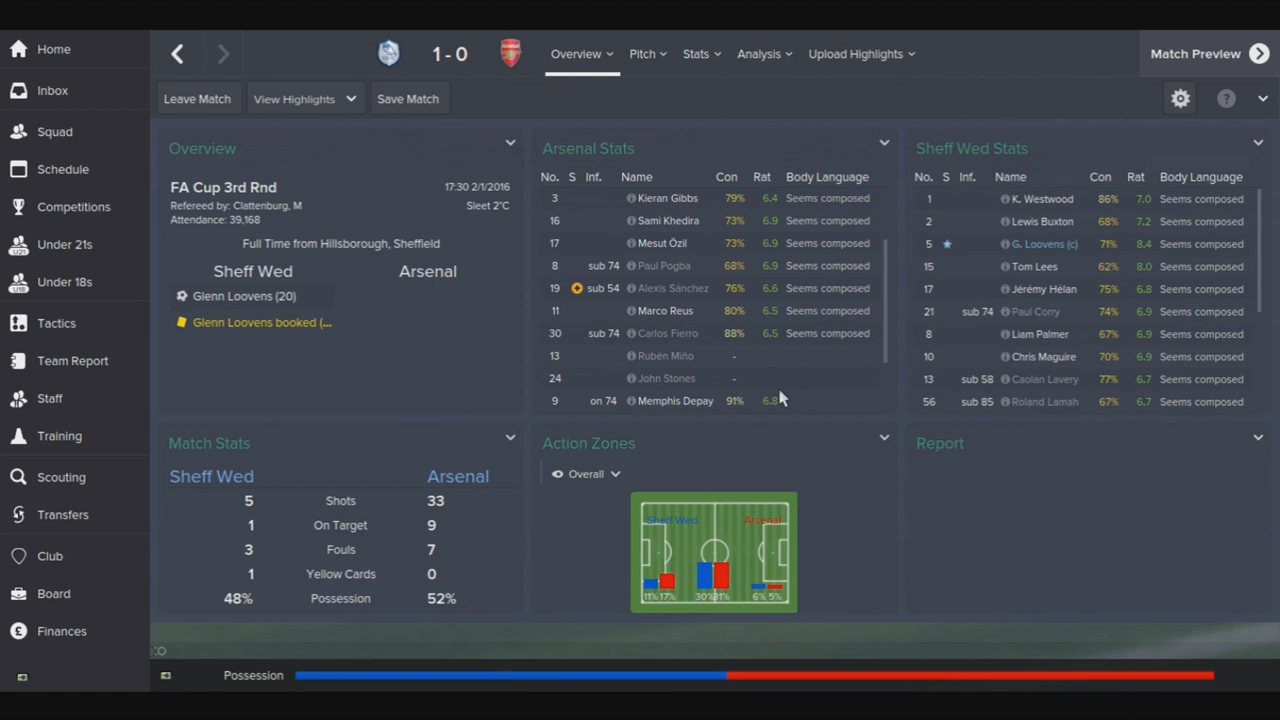 Home
Inbox
Squad
Schedule
Competitions
Under 21s
Under 18s
Tactics
Team Report
Staff
Training
Scouting
Transfers
Club
Board
Finances
1 - 0
Overview Pitch Stats Analysis Upload Highlights
Match Preview
Leave Match View Highlights Save Match
?
Overview
FA Cup 3rd Rnd 17:30 2/1/2016
Refereed by: Clattenburg, M Sleet 2°C
Attendance: 39,168
Full Time from Hillsborough, Sheffield
Sheff Wed Arsenal
Glenn Loovens (20)
Glenn Loovens booked (...
Arsenal Stats
No. S Inf. Name Con Rat Body Language
3 Kieran Gibbs 79% 6.4 Seems composed
16 Sami Khedira 73% 6.9 Seems composed
17 Mesut Özil 73% 6.9 Seems composed
8 sub 74 Paul Pogba 68% 6.9 Seems composed
19 sub 54 Alexis Sánchez 76% 6.6 Seems composed
11 Marco Reus 80% 6.5 Seems composed
30 sub 74 Carlos Fierro 88% 6.5 Seems composed
13 Rubén Miño -
24 John Stones -
9 on 74 Memphis Depay 91% 6.8
Sheff Wed Stats
No. S Inf. Name Con Rat Body Language
1 K. Westwood 86% 7.0 Seems composed
2 Lewis Buxton 68% 7.2 Seems composed
5 G. Loovens (c) 71% 8.4 Seems composed
15 Tom Lees 62% 8.0 Seems composed
17 Jérémy Hélan 75% 6.8 Seems composed
21 sub 74 Paul Corry 74% 6.9 Seems composed
8 Liam Palmer 67% 6.9 Seems composed
10 Chris Maguire 70% 6.9 Seems composed
13 sub 58 Caolan Lavery 77% 6.7 Seems composed
56 sub 85 Roland Lamah 67% 6.7 Seems composed
Match Stats
Sheff Wed Arsenal
5 Shots 33
1 On Target 9
3 Fouls 7
1 Yellow Cards 0
48% Possession 52%
Action Zones
Overall
Sheff Wed Arsenal
11% 17% 30% 31% 6% 5%
Report
Possession